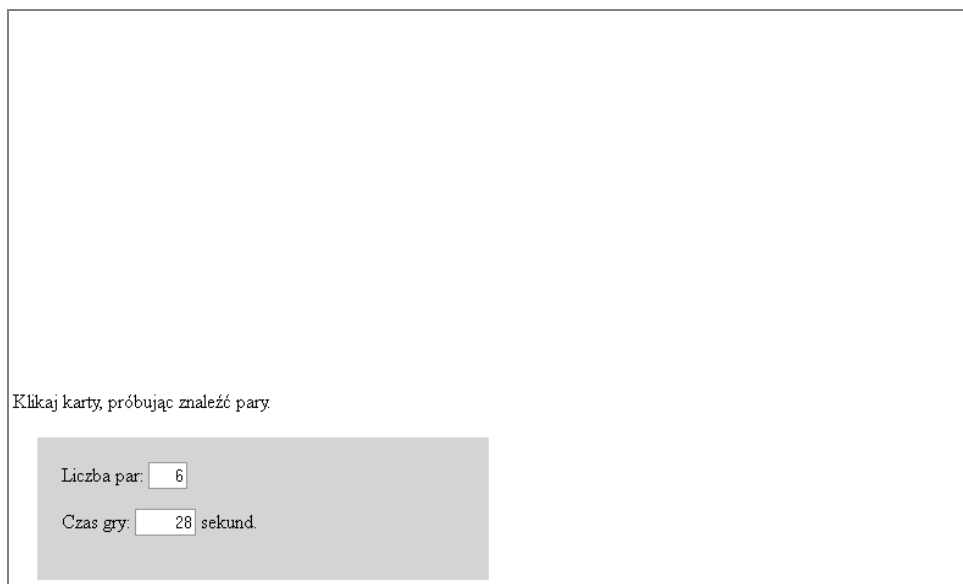 Klikaj karty, próbując znaleźć pary.
Liczba par: 6
Czas gry: 28 sekund.